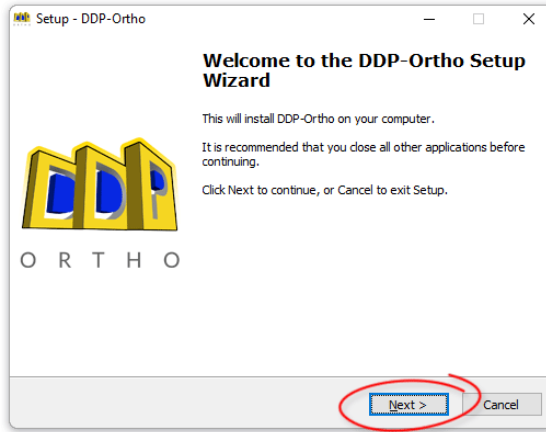 Setup - DDP-Ortho
Welcome to the DDP-Ortho Setup
Wizard
This will install DDP-Ortho on your computer.
It is recommended that you close all other applications before
continuing.
Click Next to continue, or Cancel to exit Setup.
DDP
ORTHO
Next >
Cancel